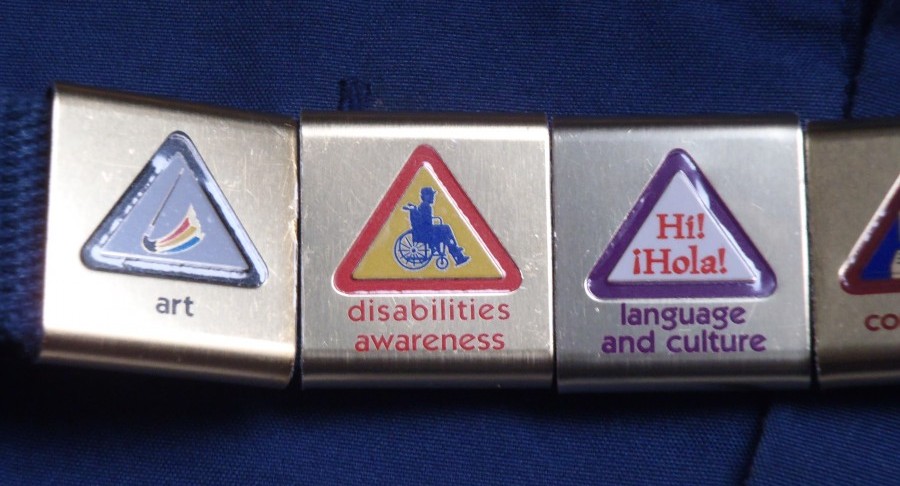 art
disabilities
awareness
Hi!
¡Hola!
language
and culture